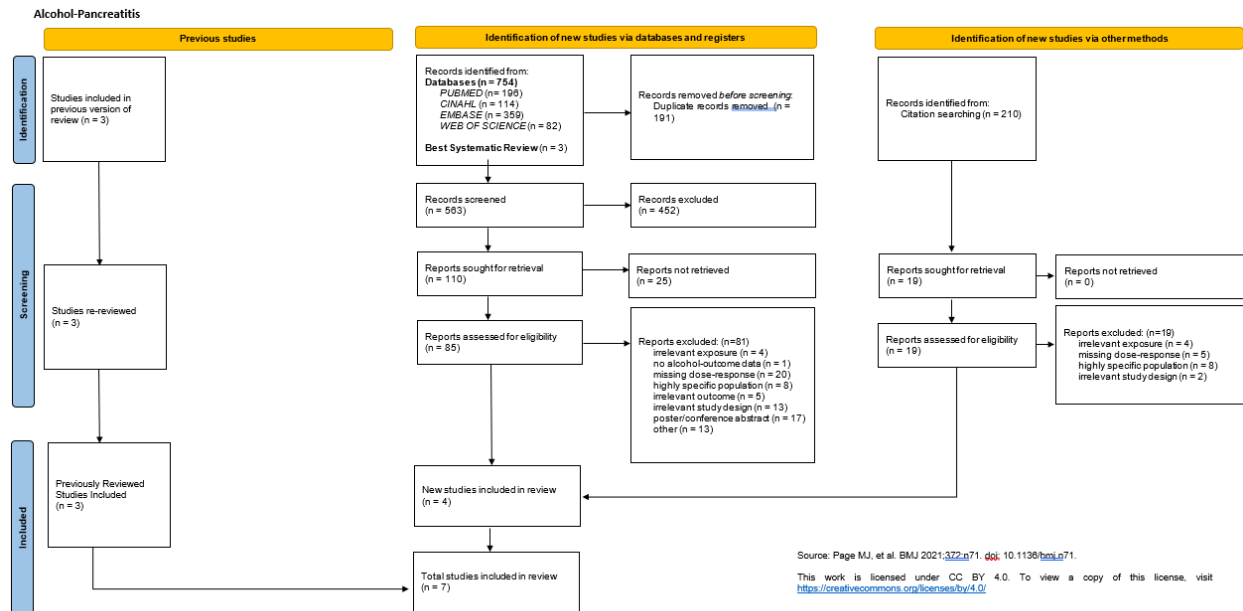 Alcohol-Pancreatitis
Previous studies
Identification of new studies via databases and registers
Identification of new studies via other methods
Identification
Studies included in
previous version of
review (n = 3)
Records identified from:
Databases (n = 754)
PUBMED (n= 196)
CINAHL (n = 114)
EMBASE (n = 359)
WEB OF SCIENCE (n = 82)
Best Systematic Review (n = 3)
Records removed before screening:
Duplicate records removed (n =
191)
Records identified from:
Citation searching (n = 210)
Screening
Records screened
(n = 563)
Records excluded
(n = 452)
Studies re-reviewed
(n = 3)
Reports sought for retrieval
(n = 110)
Reports not retrieved
(n = 25)
Reports sought for retrieval
(n = 19)
Reports not retrieved
(n = 0)
Reports assessed for eligibility
(n = 85)
Reports excluded: (n=81)
irrelevant exposure (n = 4)
no alcohol-outcome data (n = 1)
missing dose-response (n = 20)
highly specific population (n = 8)
irrelevant outcome (n = 5)
irrelevant study design (n = 13)
poster/conference abstract (n = 17)
other (n = 13)
Reports assessed for eligibility
(n = 19)
Reports excluded: (n=19)
irrelevant exposure (n = 4)
missing dose-response (n = 5)
highly specific population (n = 8)
irrelevant study design (n = 2)
Included
Previously Reviewed
Studies Included
(n = 3)
New studies included in review
(n = 4)
Total studies included in review
(n = 7)
Source: Page MJ, et al. BMJ 2021;372:n71. doi: 10.1136/bmj.n71.
This work is licensed under CC BY 4.0. To view a copy of this license, visit
https://creativecommons.org/licenses/by/4.0/